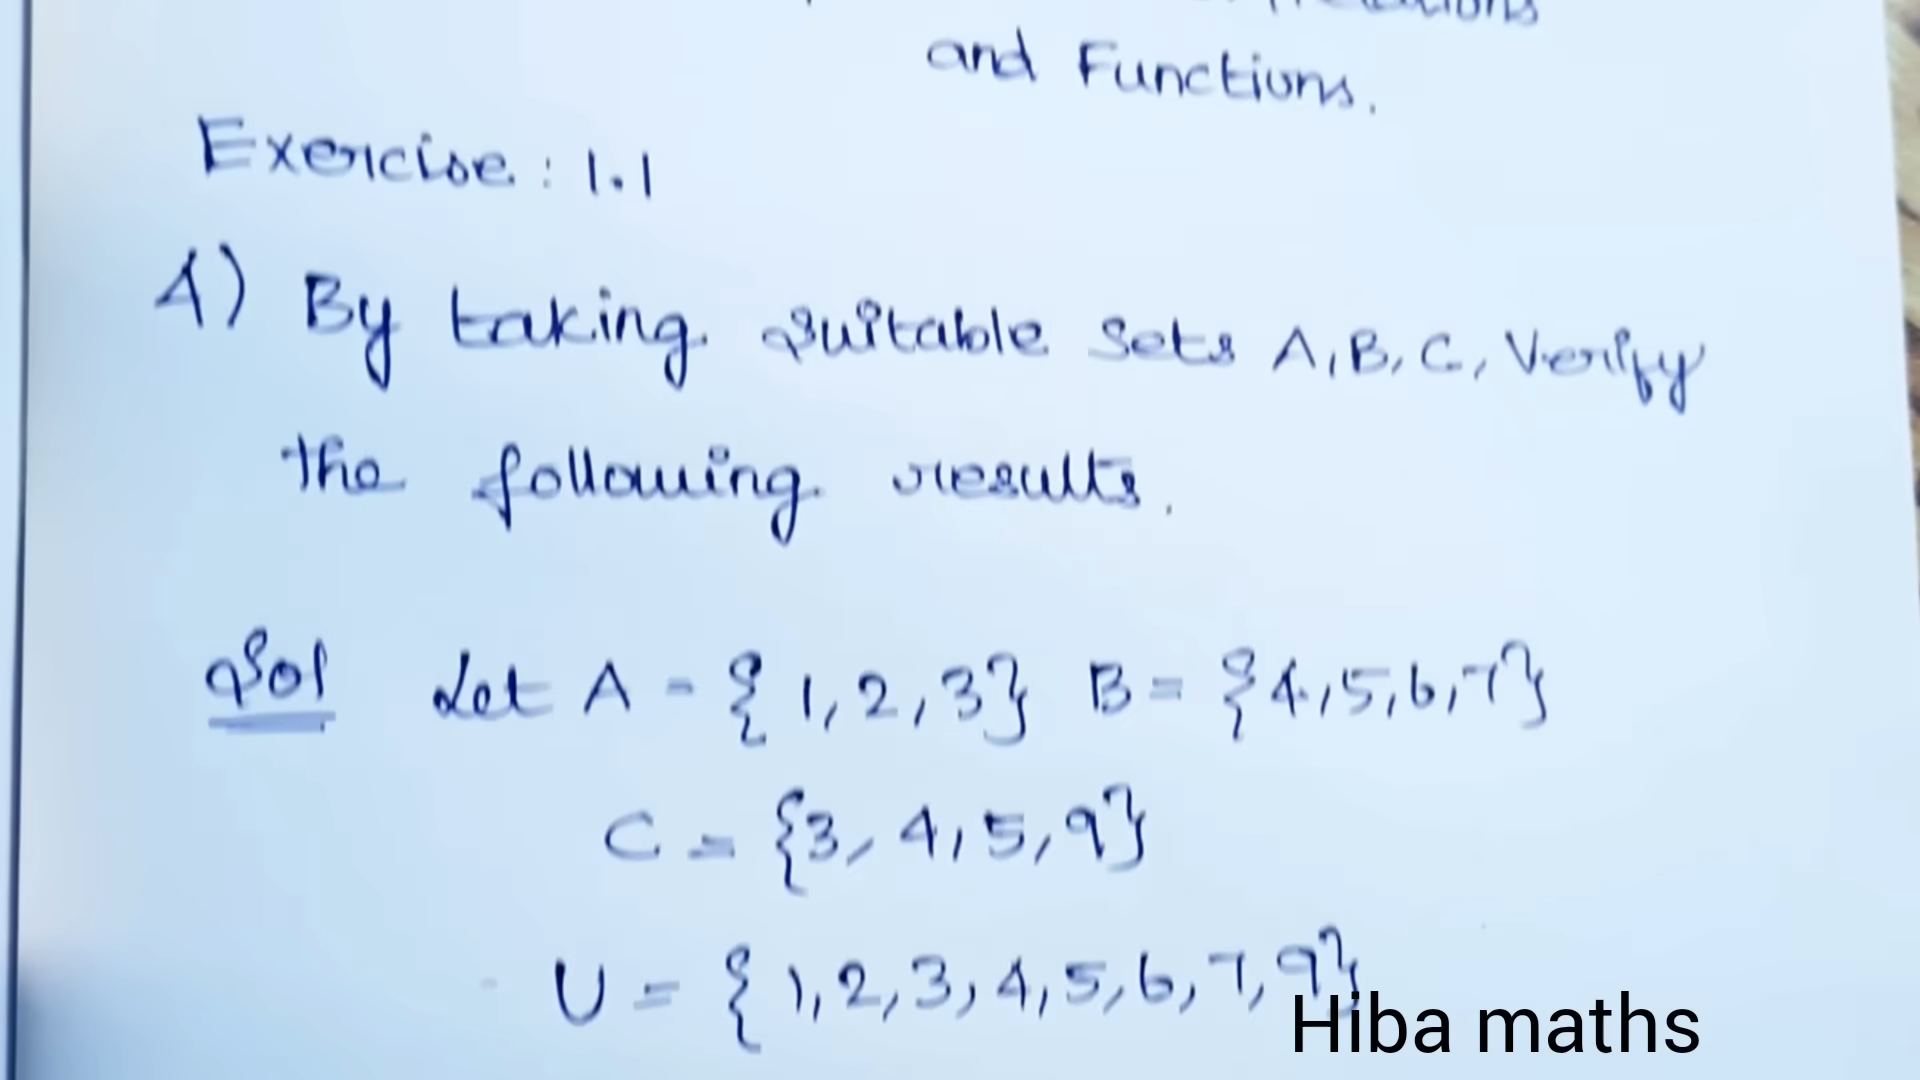 and Functions.
Exercise : 1.1
4) By taking suitable sets A, B, C, Verify
the following results.
Sol Let A = {1, 2, 3} B = {4, 5, 6, 7}
C = {3, 4, 5, 9}
U = {1, 2, 3, 4, 5, 6, 7, 9}
Hiba maths